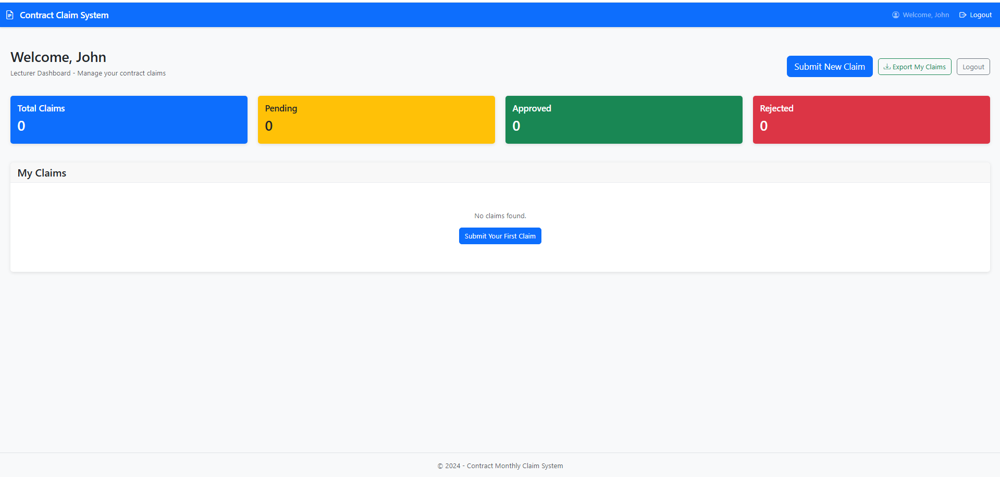 Contract Claim System
Welcome, John
Logout
Welcome, John
Lecturer Dashboard - Manage your contract claims
Submit New Claim
Export My Claims
Logout
Total Claims
0
Pending
0
Approved
0
Rejected
0
My Claims
No claims found.
Submit Your First Claim
© 2024 - Contract Monthly Claim System